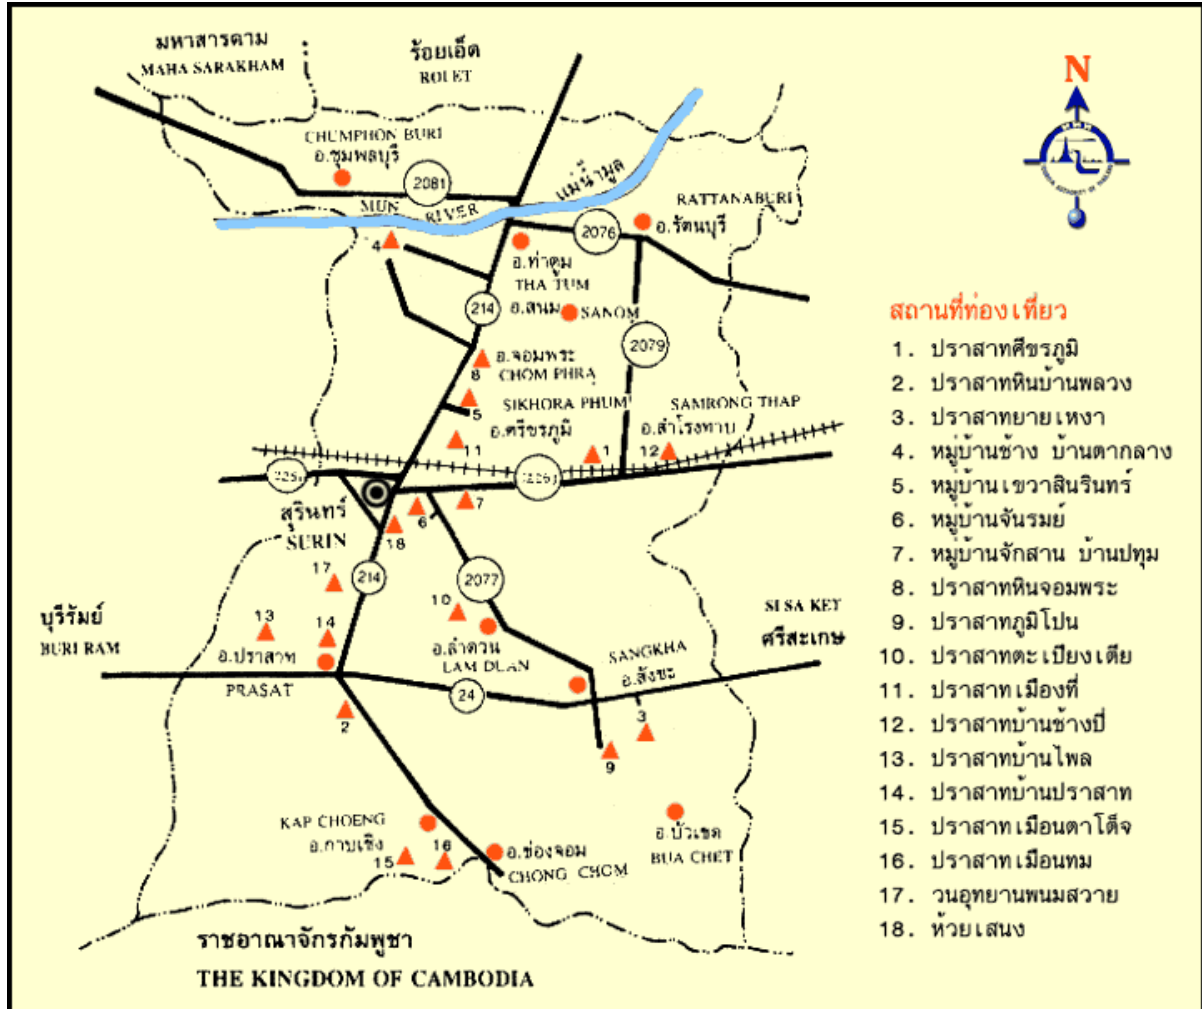 มหาสารคาม
MAHA SARAKHAM
ร้อยเอ็ด
ROI ET
N
CHUMPHON BURI
อ.ชุมพลบุรี
2081
MUN RIVER
แม่น้ำมูล
RATTANABURI
อ.รัตนบุรี
2076
4
อ.ท่าตูม
THA TUM
214
อ.สนม
SANOM
2079
อ.จอมพระ
CHOM PHRA
8
5
SIKHORA PHUM
อ.ศรีขรภูมิ
SAMRONG THAP
อ.สำโรงทาบ
11
1
12
226
226
สุรินทร์
SURIN
18
6
7
17
214
2077
10
บุรีรัมย์
BURI RAM
13
14
อ.ปราสาท
PRASAT
อ.ลำดวน
LAM DUAN
SI SA KET
ศรีสะเกษ
SANGKHA
อ.สังขะ
24
2
3
9
KAP CHOENG
อ.กาบเชิง
15
16
อ.ช่องจอม
CHONG CHOM
อ.บัวเชด
BUA CHET
ราชอาณาจักรกัมพูชา
THE KINGDOM OF CAMBODIA
สถานที่ท่องเที่ยว
1. ปราสาทศีขรภูมิ
2. ปราสาทหินบ้านพลวง
3. ปราสาทยายเหงา
4. หมู่บ้านช้าง บ้านตากลาง
5. หมู่บ้านเขวาสินรินทร์
6. หมู่บ้านจันรมย์
7. หมู่บ้านจักสาน บ้านปทุม
8. ปราสาทหินจอมพระ
9. ปราสาทภูมิโปน
10. ปราสาทตะเปียงเตีย
11. ปราสาทเมืองที่
12. ปราสาทบ้านช้างปี่
13. ปราสาทบ้านไพล
14. ปราสาทบ้านปราสาท
15. ปราสาทเมือนตาโต็จ
16. ปราสาทเมือนทม
17. วนอุทยานพนมสวาย
18. ห้วยเสนง